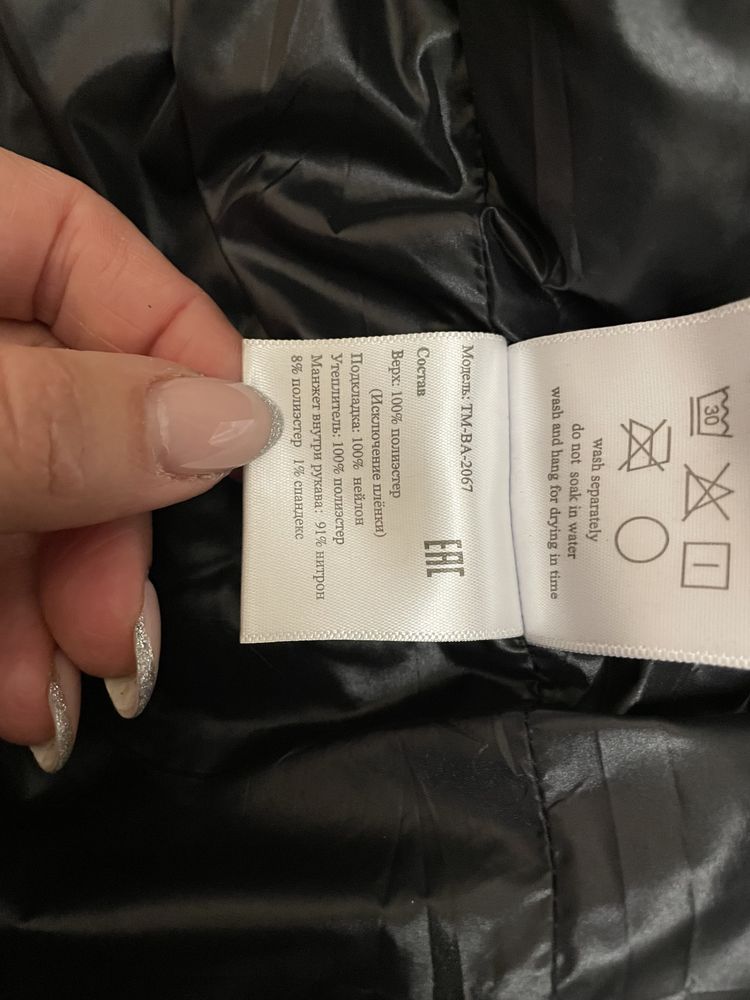 Модель: ТМ-ВА-2067
Состав
ЕАС
Верх: 100% полиэстер
(Исключение плёнки)
Подкладка: 100% нейлон
Утеплитель: 100% полиэстер
Манжет внутри рукава: 91% нитрон
8% полиэстер 1% спандекс
30
wash separately
do not soak in water
wash and hang for drying in time